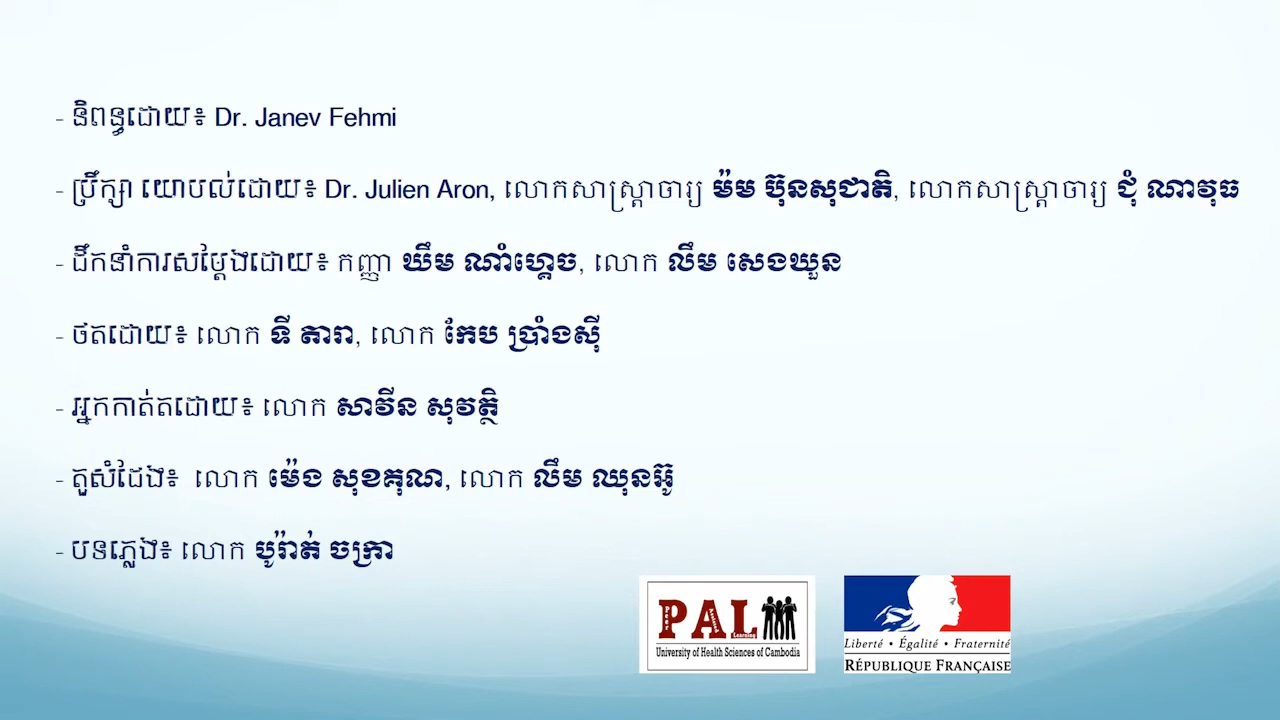 - និពន្ធដោយ៖ Dr. Janev Fehmi
- ប្រឹក្សា យោបល់ដោយ៖ Dr. Julien Aron, លោកសាស្ត្រាចារ្យ ម៉ម ប៊ុនសុជាតិ, លោកសាស្ត្រាចារ្យ ជុំ ណាវុធ
- ដឹកនាំការសម្តែងដោយ៖ កញ្ញា ឃឹម ណាំហ្គេច, លោក លឹម សេងឃួន
- ថតដោយ៖ លោក ទី តារា, លោក កែប ប្រាំងស៊ី
- អ្នកកាត់តដោយ៖ លោក សាវីន សុវត្ថិ
- តួសំដែង៖ លោក ម៉េង សុខគុណ, លោក លឹម ឈុនអ៊ូ
- បទភ្លេង៖ លោក បូរ៉ាត់ ចក្រា
PAL
Peer Learning
University of Health Sciences of Cambodia
Liberté • Égalité • Fraternité
RÉPUBLIQUE FRANÇAISE